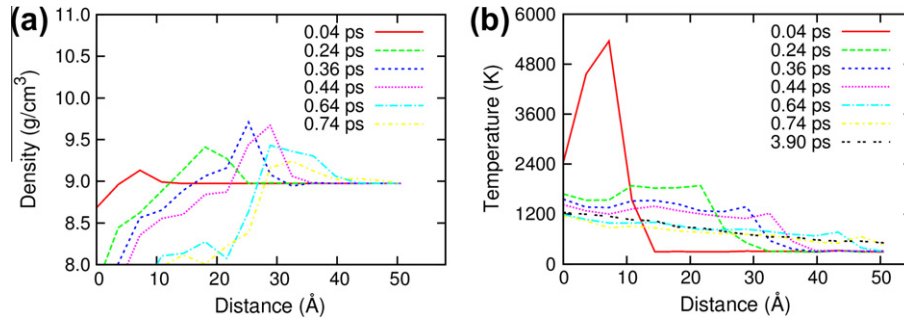 (a)
11.0
10.5
10.0
9.5
9.0
8.5
8.0
Density (g/cm³)
0.04 ps
0.24 ps
0.36 ps
0.44 ps
0.64 ps
0.74 ps
0 10 20 30 40 50
Distance (Å)
(b)
6000
4800
3600
2400
1200
0
Temperature (K)
0.04 ps
0.24 ps
0.36 ps
0.44 ps
0.64 ps
0.74 ps
3.90 ps
0 10 20 30 40 50
Distance (Å)